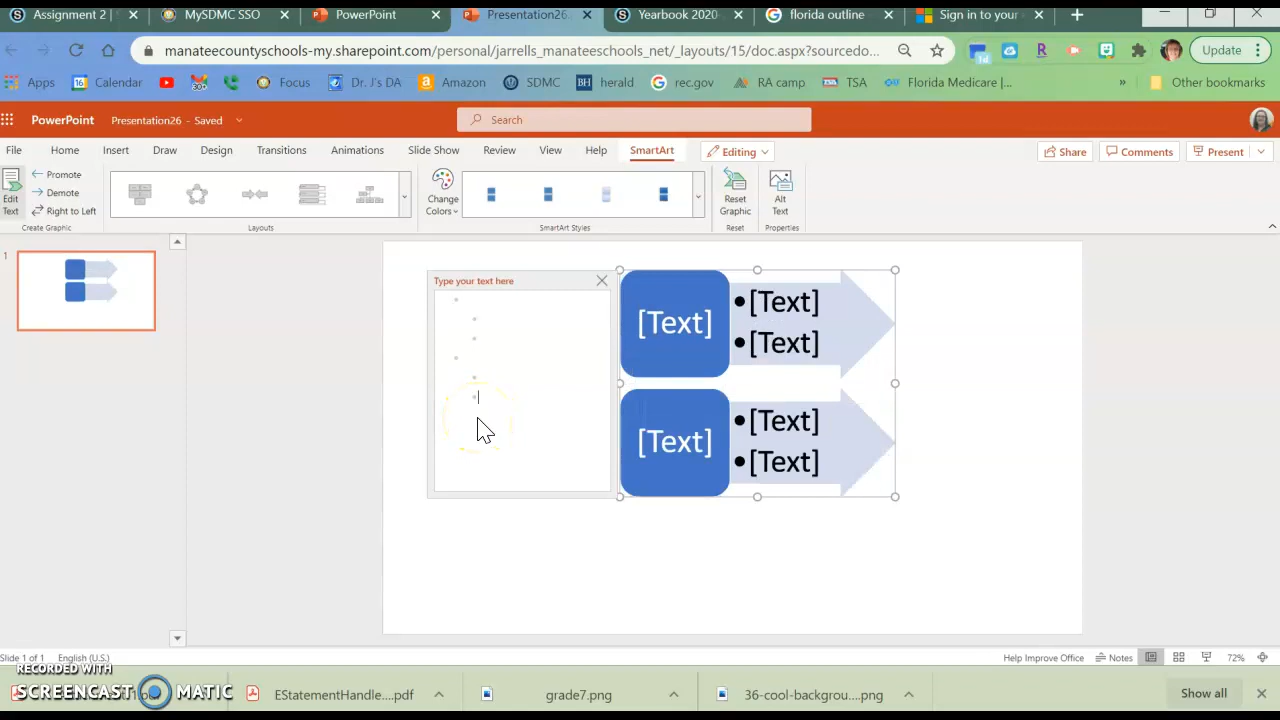 Assignment 2
MySDMC SSO
PowerPoint
Presentation26.
Yearbook 2020
florida outline
Sign in to your
manateecountyschools-my.sharepoint.com/personal/jarrells_manateeschools_net/_layouts/15/doc.aspx?sourcedo...
Update
Apps
Calendar
Focus
Dr. J's DA
Amazon
SDMC
herald
rec.gov
RA camp
TSA
Florida Medicare |...
»
Other bookmarks
PowerPoint
Presentation26 - Saved
Search
File
Home
Insert
Draw
Design
Transitions
Animations
Slide Show
Review
View
Help
SmartArt
Editing
Share
Comments
Present
Edit
Text
Promote
Demote
Right to Left
Create Graphic
Layouts
Change
Colors
SmartArt Styles
Reset
Graphic
Reset
Alt
Text
Properties
1
Type your text here
[Text]
•[Text]
•[Text]
[Text]
•[Text]
•[Text]
Slide 1 of 1
English (U.S.)
Help Improve Office
Notes
72%
RECORDED WITH
SCREENCAST MATIC
EStatementHandle....pdf
grade7.png
36-cool-backgrou....png
Show all